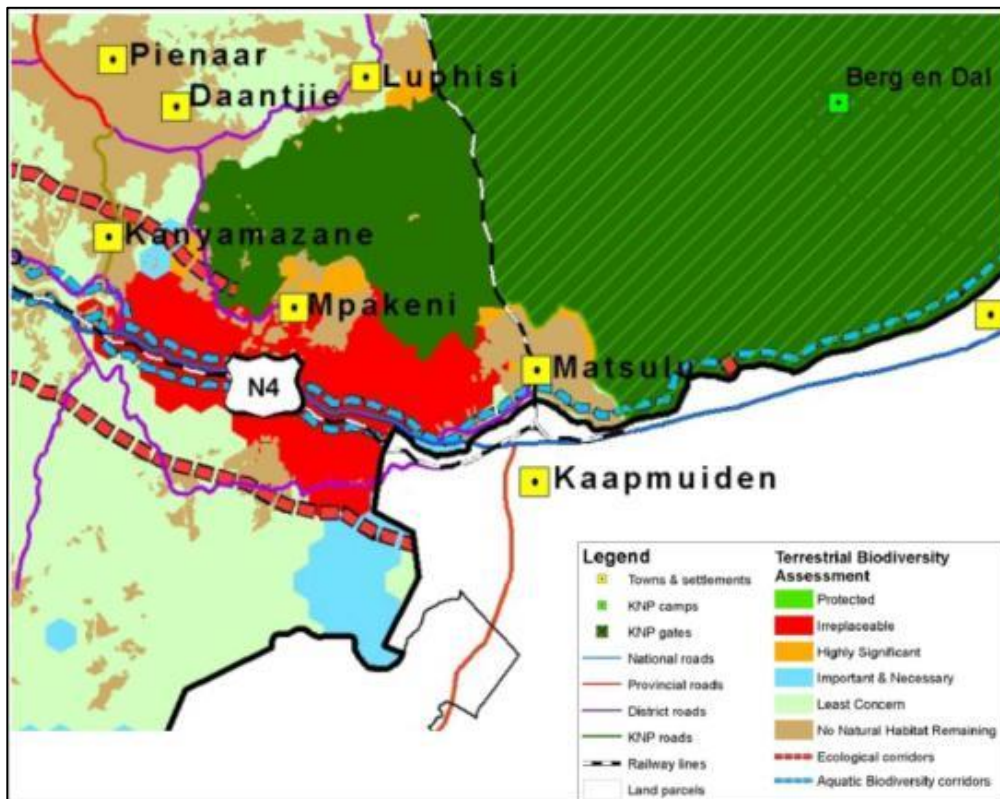 Pienaar
Luphisi
Daantjie
Berg en Dal
Kanyamazane
Mpakeni
Matsulu
N4
Kaapmuiden
Legend
Towns & settlements
KNP camps
KNP gates
National roads
Provincial roads
District roads
KNP roads
Railway lines
Land parcels
Terrestrial Biodiversity
Assessment
Protected
Irreplaceable
Highly Significant
Important & Necessary
Least Concern
No Natural Habitat Remaining
Ecological corridors
Aquatic Biodiversity corridors